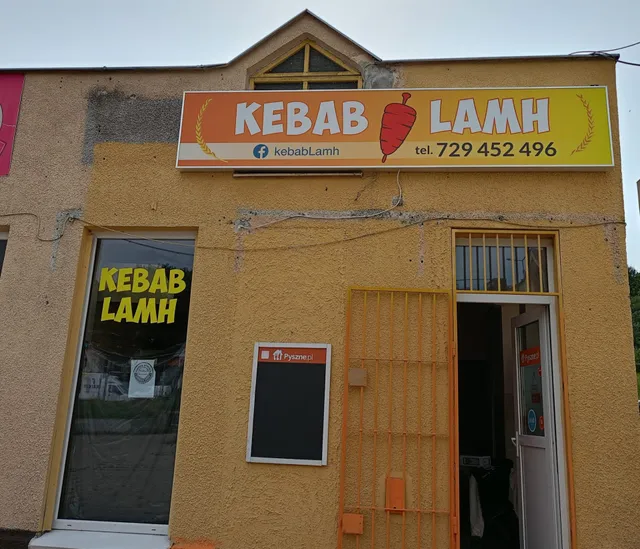 KEBAB LAMH
kebabLamh
tel. 729 452 496
KEBAB
LAMH
Pyszne.pl